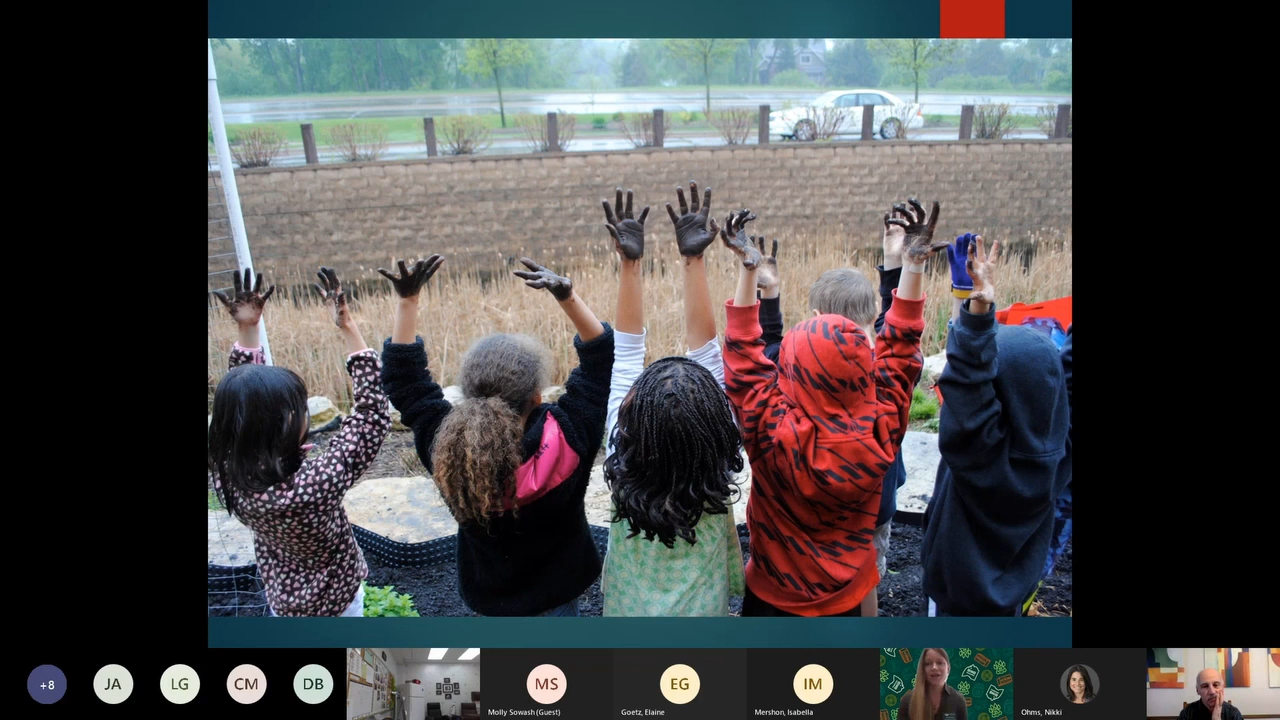 +8
JA
LG
CM
DB
MS
EG
IM
Molly Sowash (Guest)
Goetz, Elaine
Mershon, Isabella
Ohms, Nikki